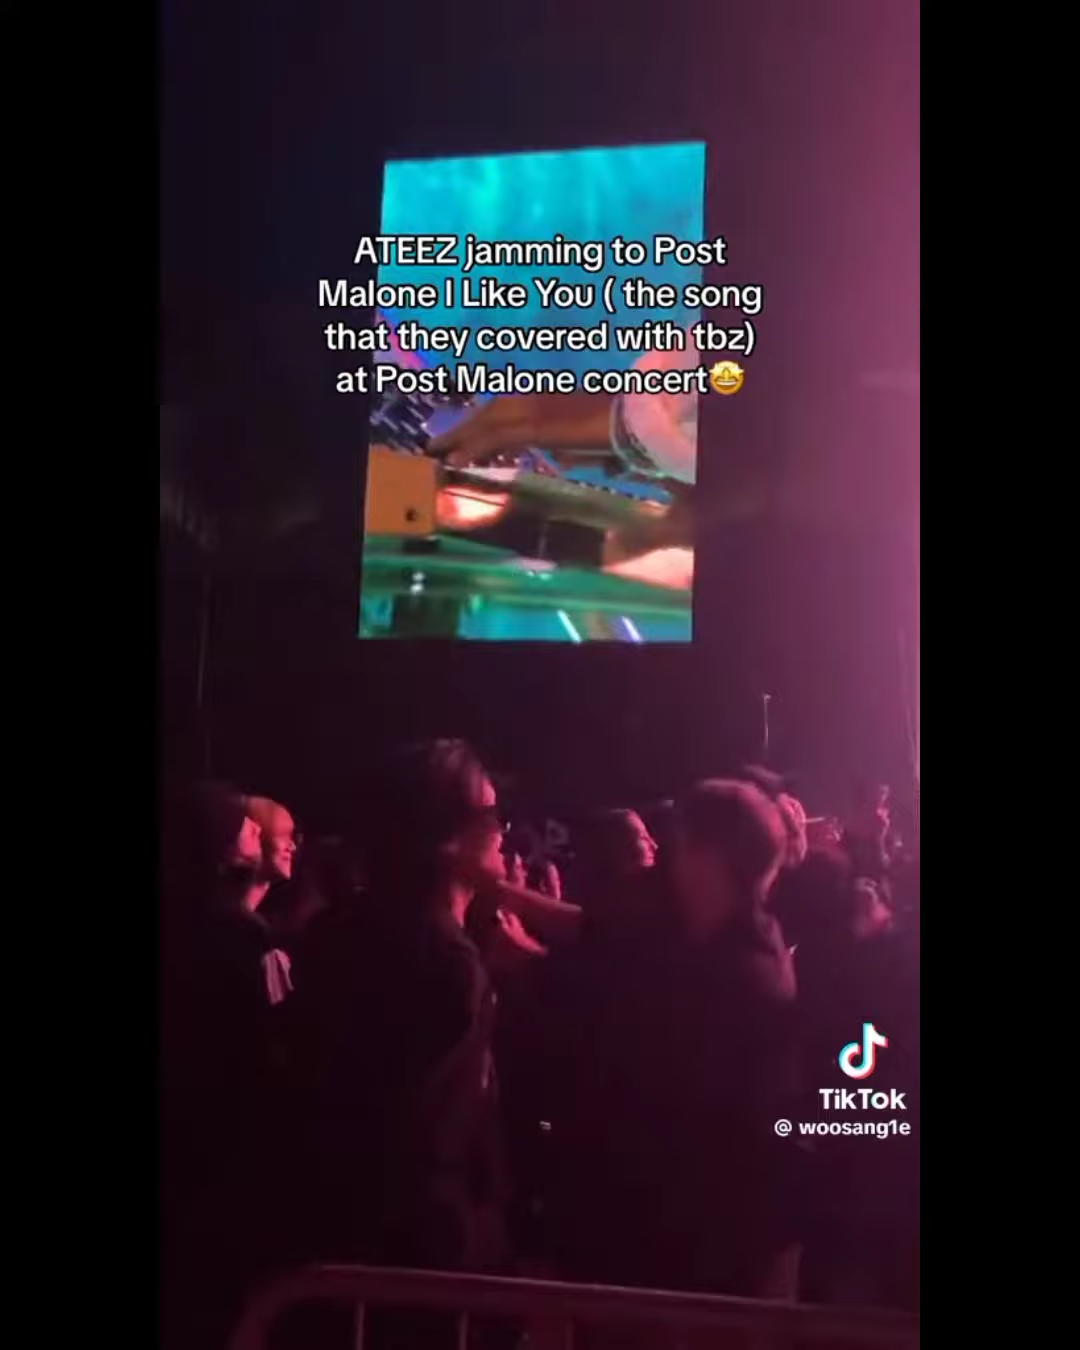 ATEEZ jamming to Post
Malone I Like You ( the song
that they covered with tbz)
at Post Malone concert🤩
TikTok
@ woosang1e